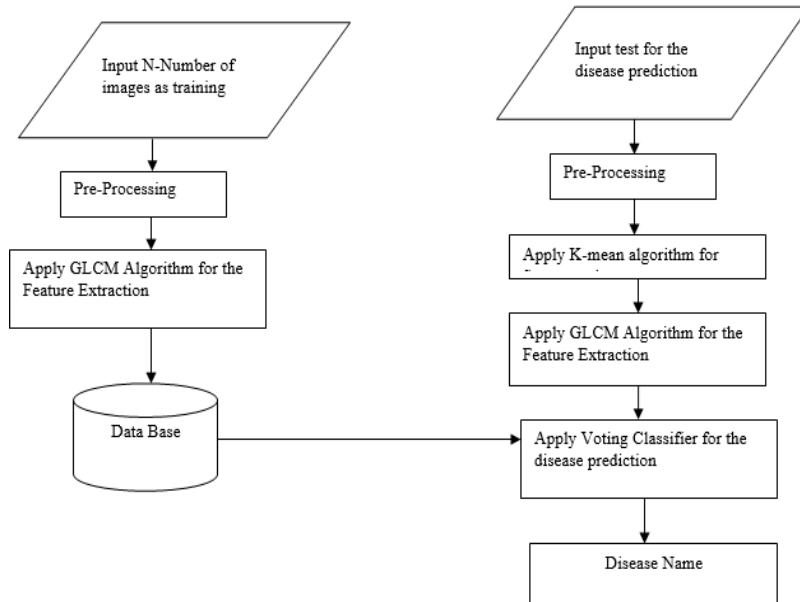 Input N-Number of
images as training
Pre-Processing
Apply GLCM Algorithm for the
Feature Extraction
Data Base
Input test for the
disease prediction
Pre-Processing
Apply K-mean algorithm for
Apply GLCM Algorithm for the
Feature Extraction
Apply Voting Classifier for the
disease prediction
Disease Name